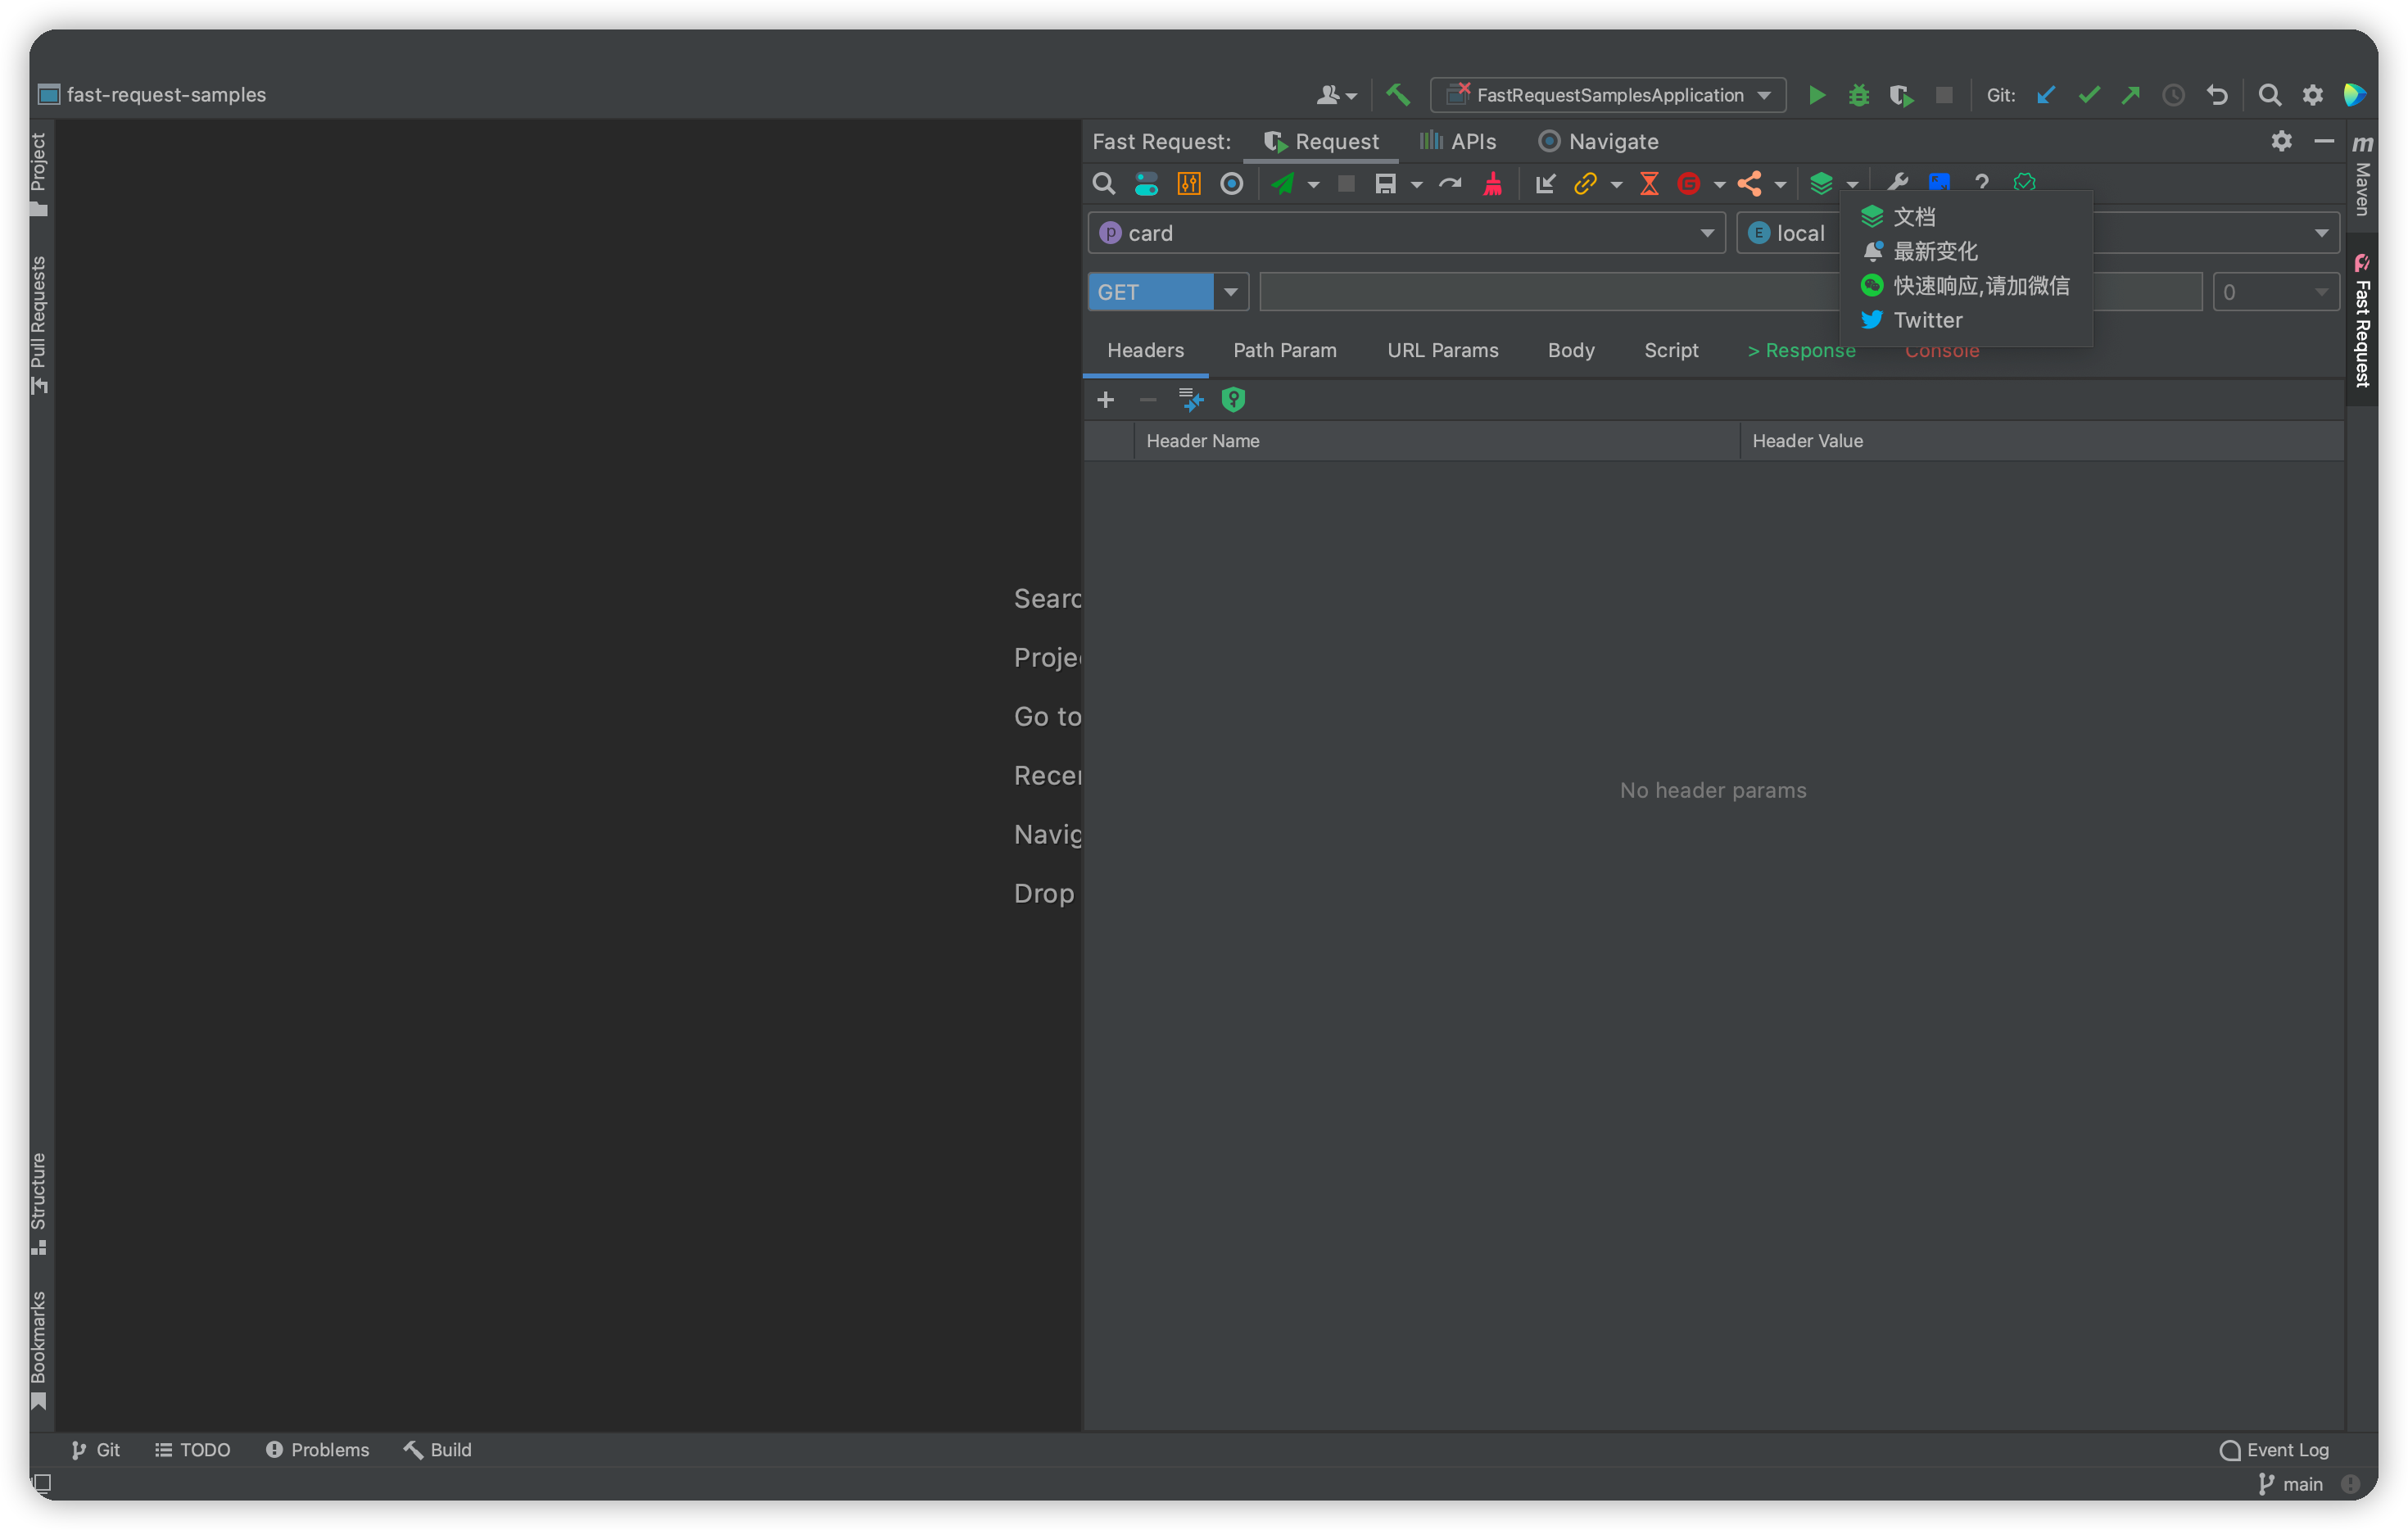 fast-request-samples
FastRequestSamplesApplication
Git:
Project
Pull Requests
Structure
Bookmarks
Fast Request:
Request
APIs
Navigate
card
local
文档
最新变化
快速响应,请加微信
Twitter
GET
0
Headers
Path Param
URL Params
Body
Script
> Response
Console
Header Name
Header Value
No header params
Searc
Proje
Go to
Recer
Navig
Drop
m
Maven
Fast Request
Git
TODO
Problems
Build
Event Log
main